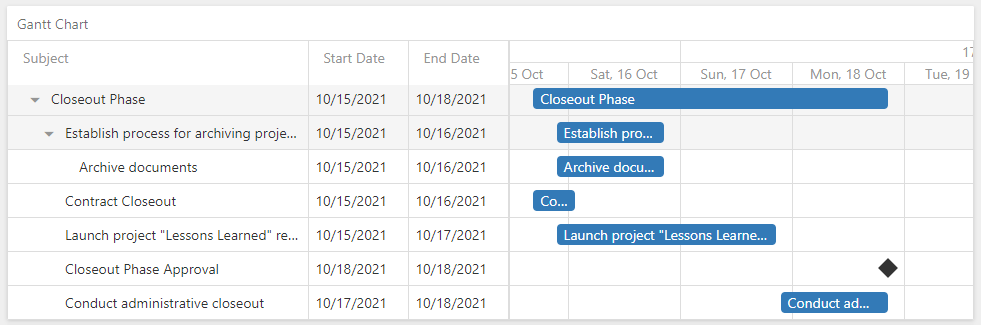 Gantt Chart
Subject Start Date End Date 17
5 Oct Sat, 16 Oct Sun, 17 Oct Mon, 18 Oct Tue, 19
Closeout Phase 10/15/2021 10/18/2021 Closeout Phase
Establish process for archiving proje... 10/15/2021 10/16/2021 Establish pro...
Archive documents 10/15/2021 10/16/2021 Archive docu...
Contract Closeout 10/15/2021 10/16/2021 Co...
Launch project "Lessons Learned" re... 10/15/2021 10/17/2021 Launch project "Lessons Learne...
Closeout Phase Approval 10/18/2021 10/18/2021
Conduct administrative closeout 10/17/2021 10/18/2021 Conduct ad...